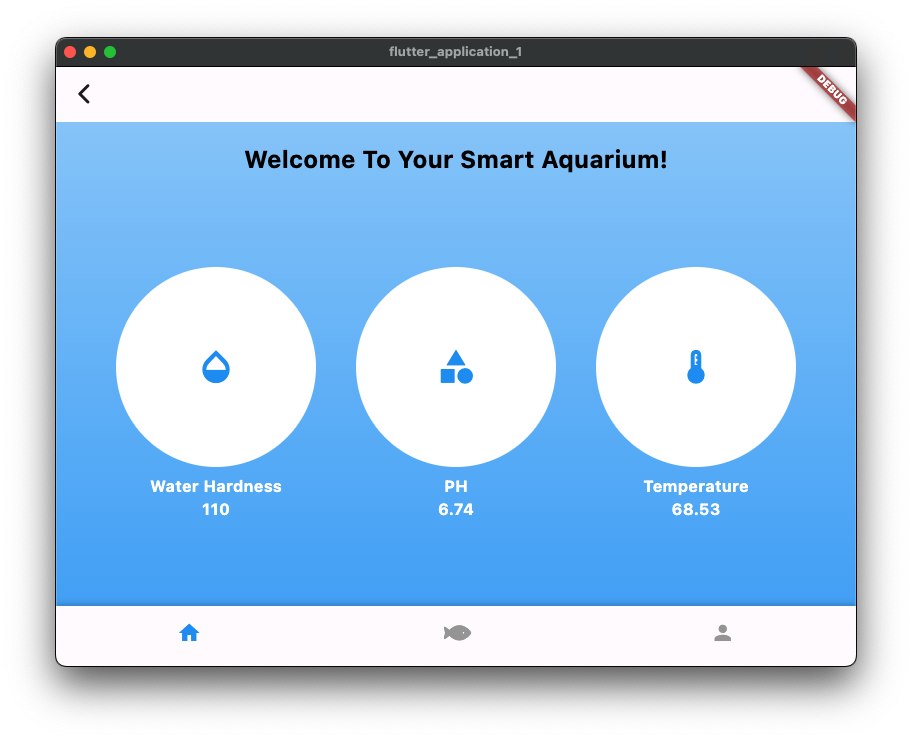 flutter_application_1
DEBUG
Welcome To Your Smart Aquarium!
Water Hardness
110
PH
6.74
Temperature
68.53